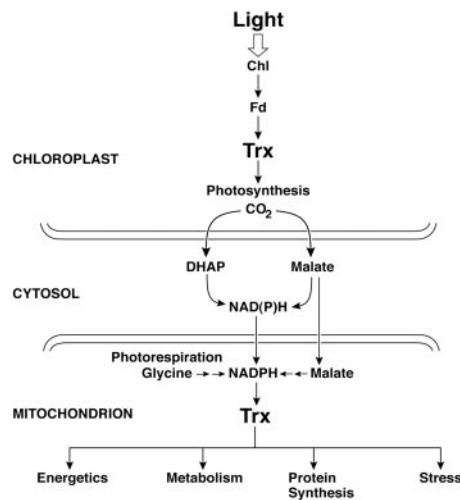 Light
Chl
Fd
Trx
CHLOROPLAST
Photosynthesis
CO₂
DHAP Malate
CYTOSOL
NAD(P)H
Photorespiration
Glycine NADPH Malate
MITOCHONDRION
Trx
Energetics Metabolism Protein Synthesis Stress